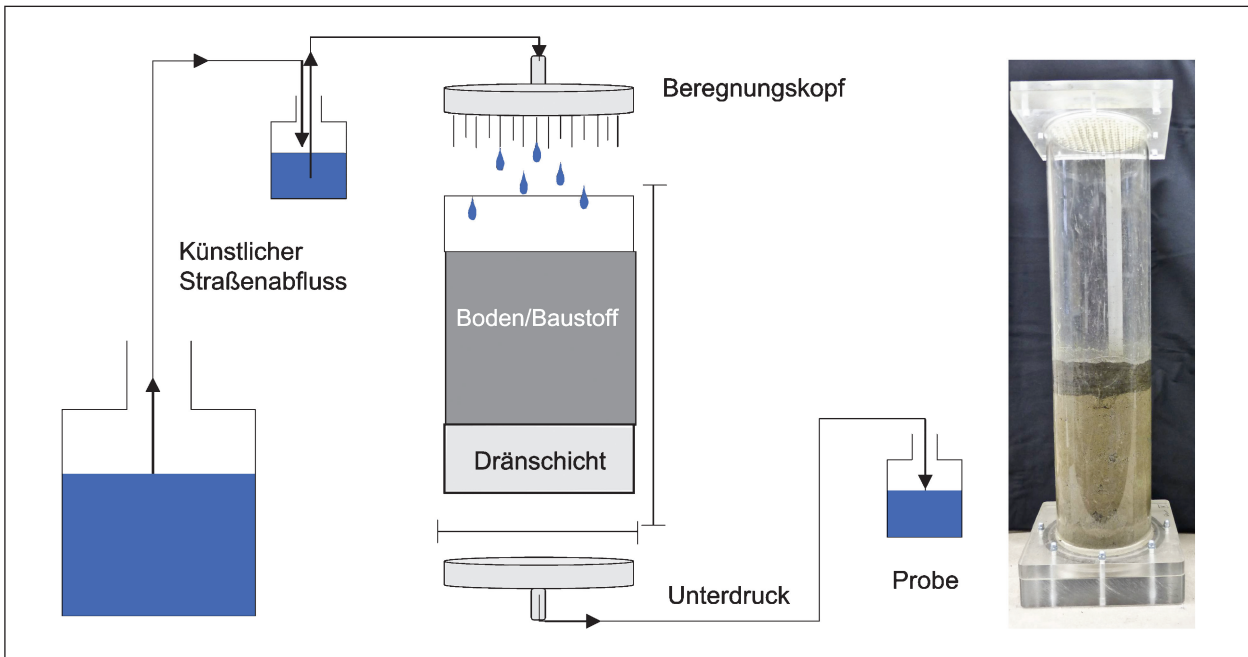 Beregnungskopf
Künstlicher
Straßenabfluss
Boden/Baustoff
Dränschicht
Unterdruck
Probe